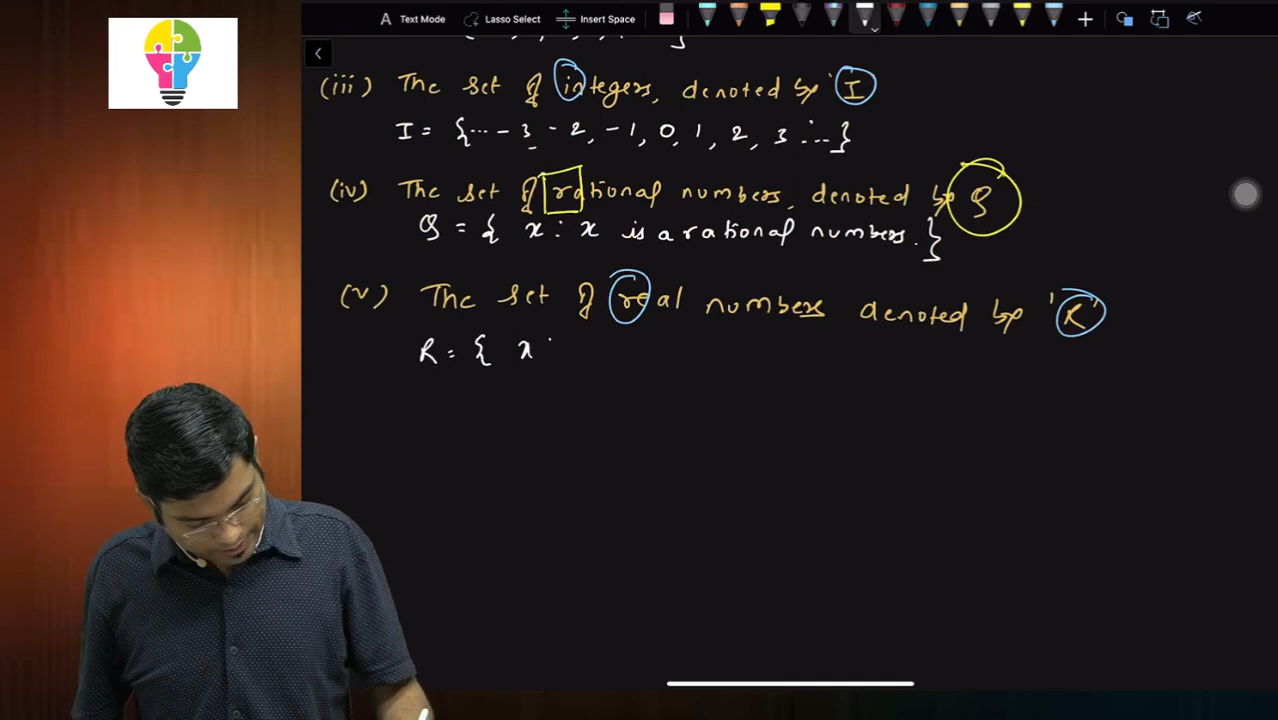 Text Mode Lasso Select Insert Space
(iii) The set of integers, denoted by 'I'
I = {... -3 -2, -1, 0, 1, 2, 3 ...}
(iv) The set of rational numbers, denoted by Q
Q = { x : x is a rational numbers. }
(v) The set of real numbers denoted by 'R'
R = { x :